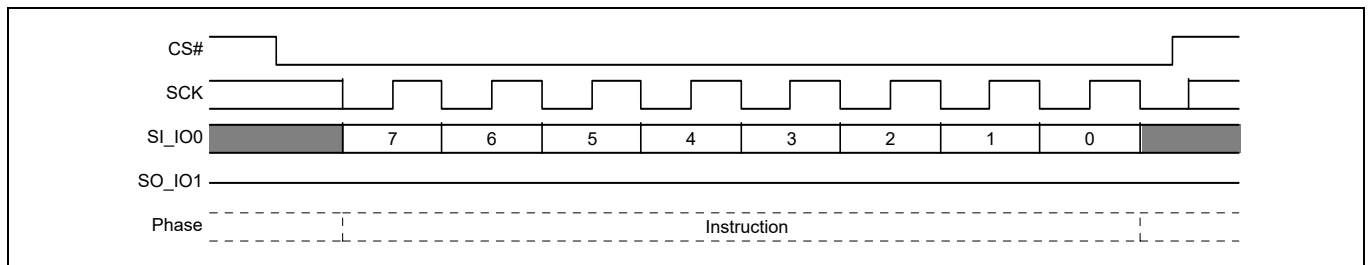 CS#
SCK
SI_IO0 7 6 5 4 3 2 1 0
SO_IO1
Phase Instruction